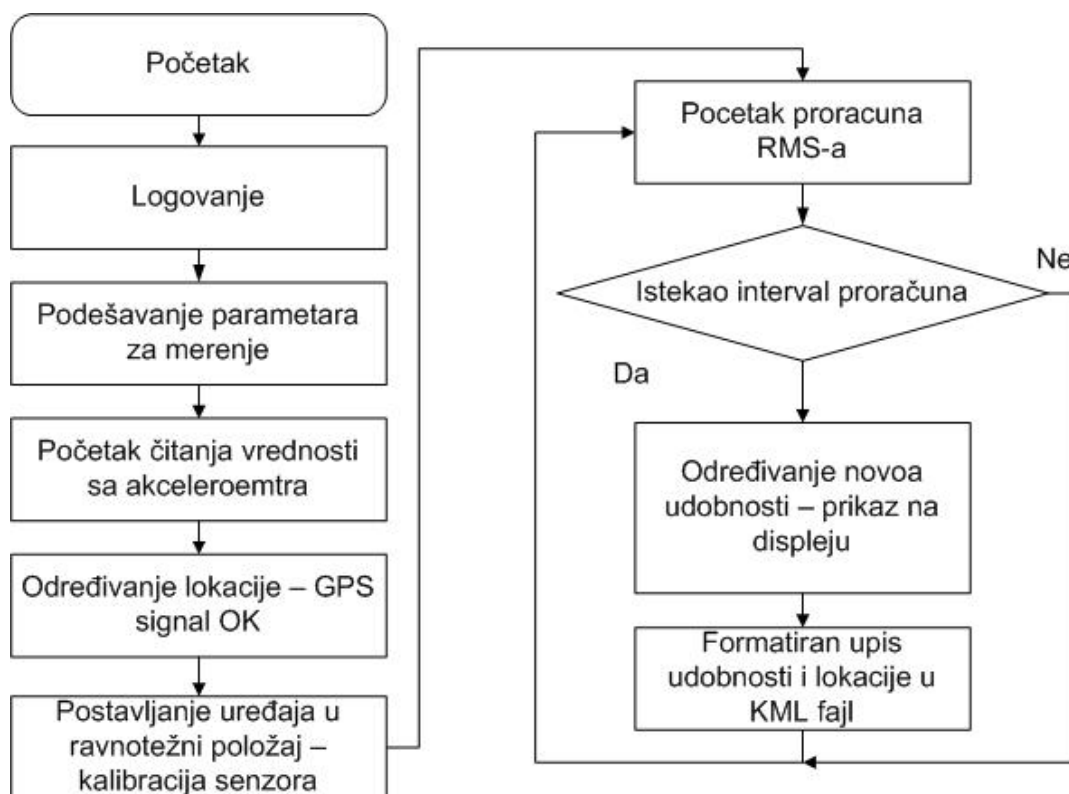 Početak
Logovanje
Podešavanje parametara
za merenje
Početak čitanja vrednosti
sa akceleroemtra
Određivanje lokacije – GPS
signal OK
Postavljanje uređaja u
ravnotežni položaj –
kalibracija senzora
Pocetak proracuna
RMS-a
Istekao interval proračuna
Ne
Da
Određivanje novoa
udobnosti – prikaz na
displeju
Formatiran upis
udobnosti i lokacije u
KML fajl